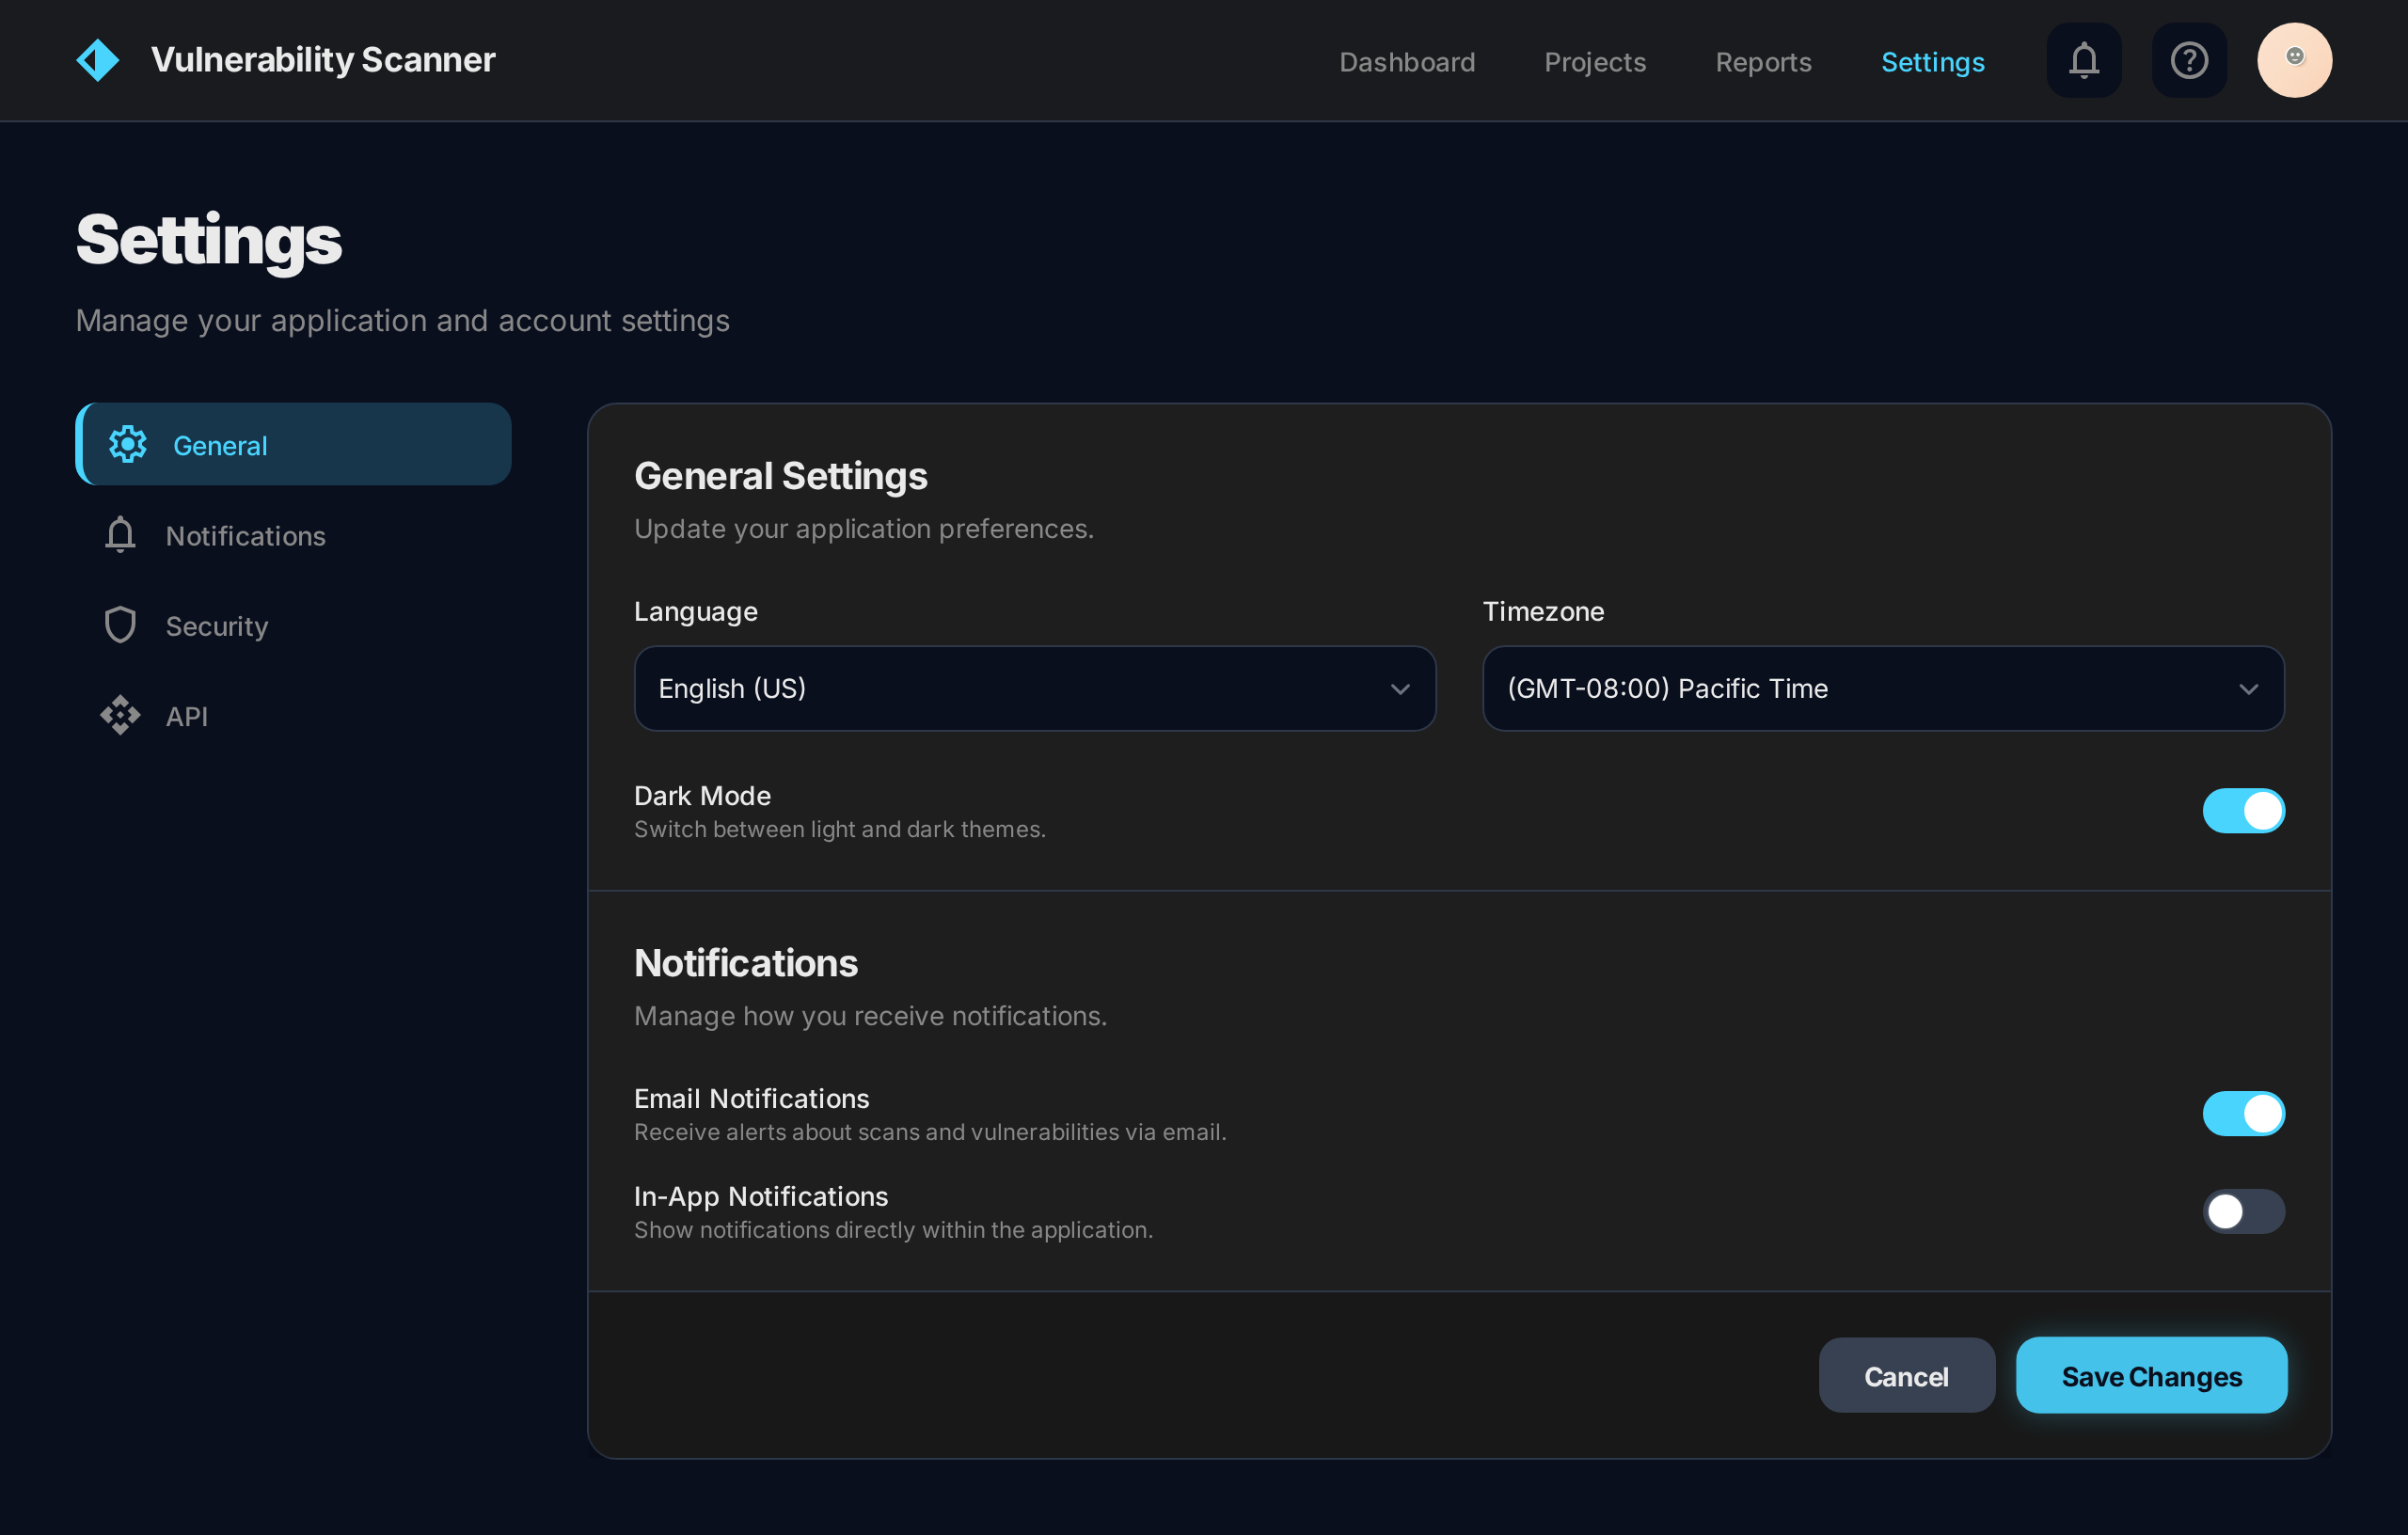 Vulnerability Scanner
Dashboard
Projects
Reports
Settings
Settings
Manage your application and account settings
General
Notifications
Security
API
General Settings
Update your application preferences.
Language
Timezone
English (US)
(GMT-08:00) Pacific Time
Dark Mode
Switch between light and dark themes.
Notifications
Manage how you receive notifications.
Email Notifications
Receive alerts about scans and vulnerabilities via email.
In-App Notifications
Show notifications directly within the application.
Cancel
Save Changes